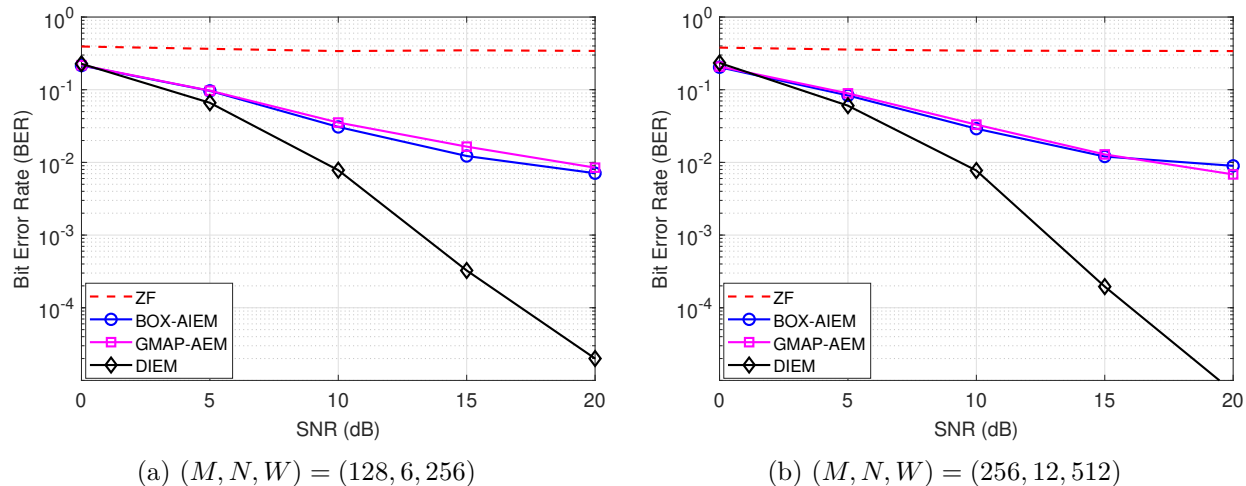 10^0
10^-1
10^-2
10^-3
10^-4
Bit Error Rate (BER)
ZF
BOX-AIEM
GMAP-AEM
DIEM
0 5 10 15 20
SNR (dB)
(a) (M, N, W) = (128, 6, 256)
10^0
10^-1
10^-2
10^-3
10^-4
Bit Error Rate (BER)
ZF
BOX-AIEM
GMAP-AEM
DIEM
0 5 10 15 20
SNR (dB)
(b) (M, N, W) = (256, 12, 512)